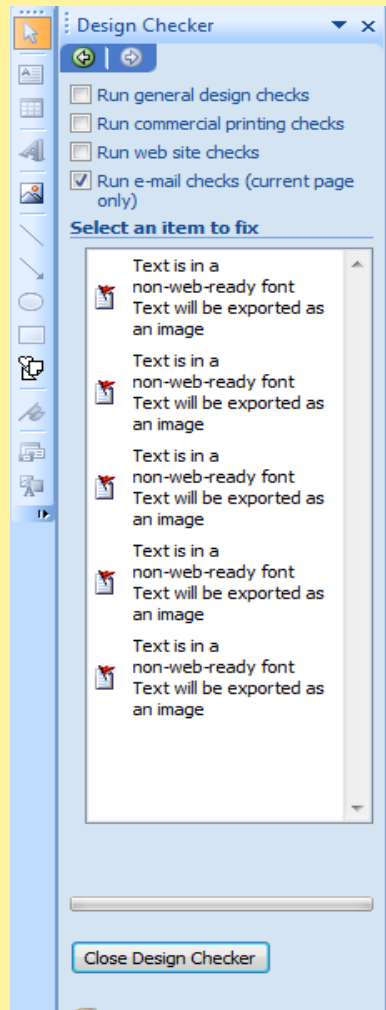 Design Checker
Run general design checks
Run commercial printing checks
Run web site checks
Run e-mail checks (current page
only)
Select an item to fix
Text is in a
non-web-ready font
Text will be exported as
an image
Text is in a
non-web-ready font
Text will be exported as
an image
Text is in a
non-web-ready font
Text will be exported as
an image
Text is in a
non-web-ready font
Text will be exported as
an image
Text is in a
non-web-ready font
Text will be exported as
an image
Close Design Checker